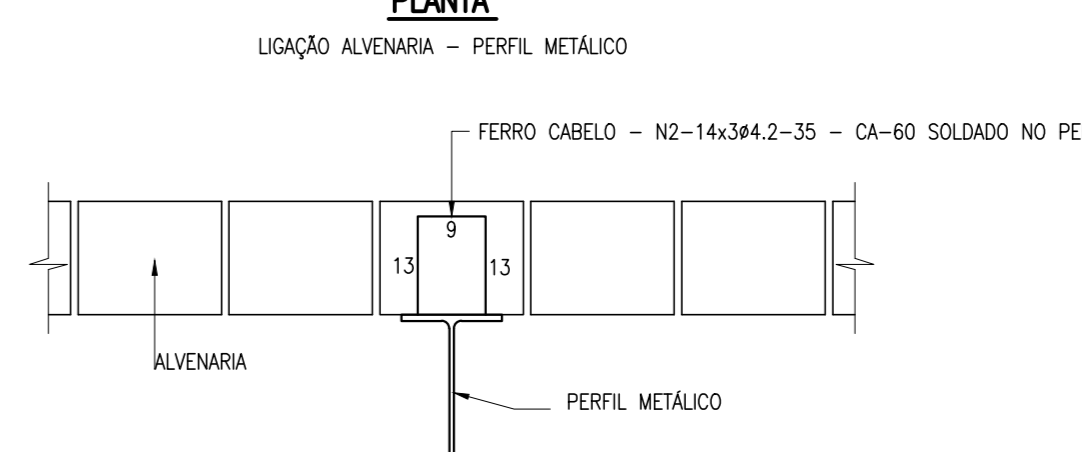 PLANTA
LIGAÇÃO ALVENARIA – PERFIL METÁLICO
FERRO CABELO – N2–14x3ø4.2–35 – CA–60 SOLDADO NO PE
9
13
13
ALVENARIA
PERFIL METÁLICO